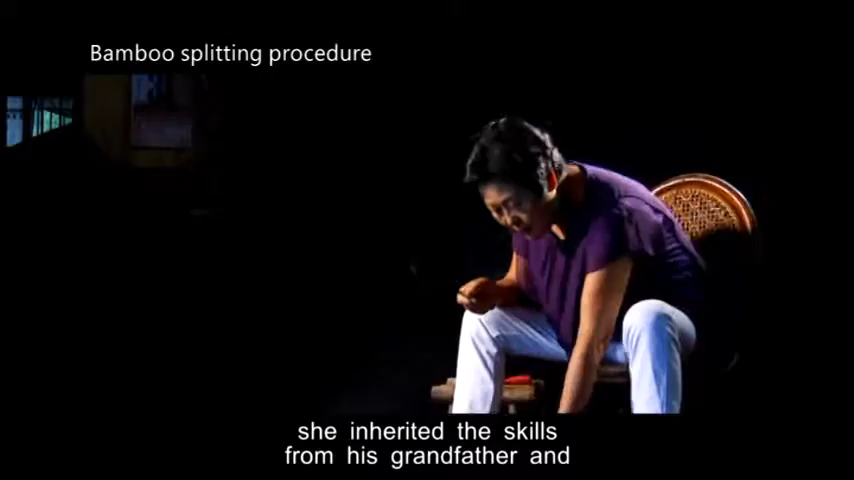 Bamboo splitting procedure
she inherited the skills
from his grandfather and